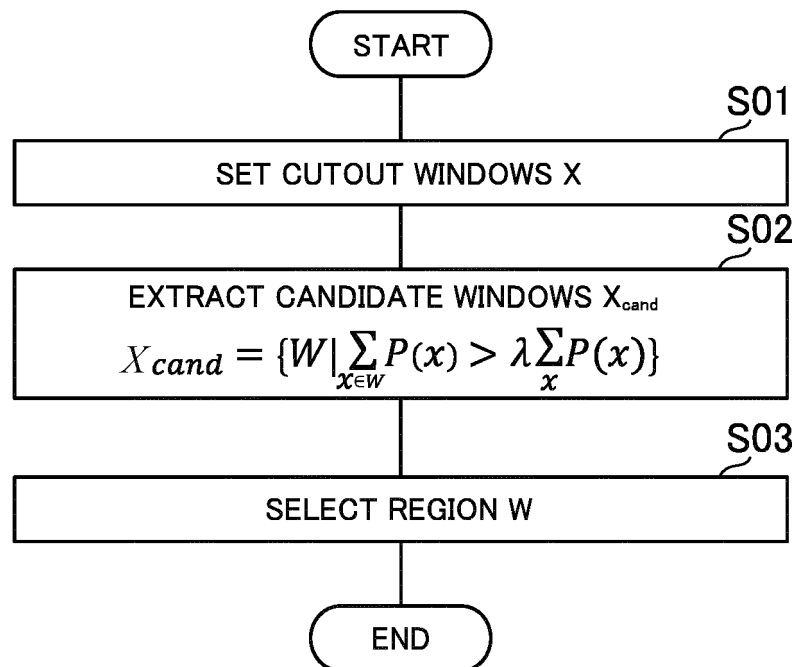 START
S01
SET CUTOUT WINDOWS X
S02
EXTRACT CANDIDATE WINDOWS Xcand
Xcand = {W|∑x∈W P(x) > λ∑x P(x)}
S03
SELECT REGION W
END